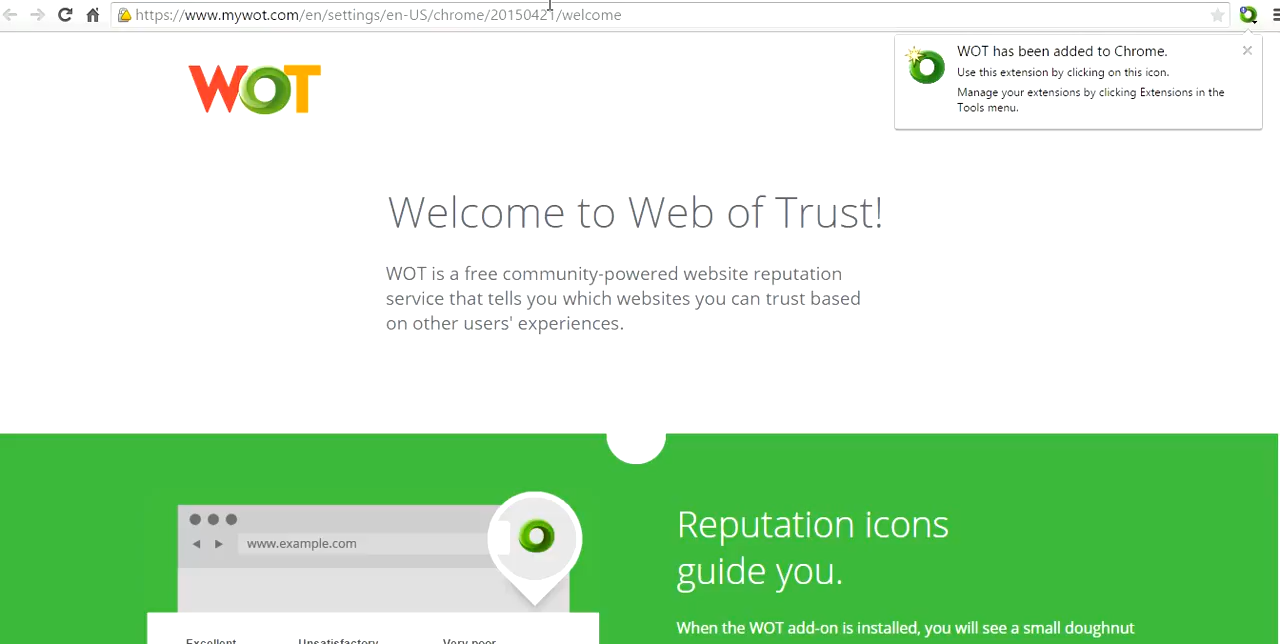 https://www.mywot.com/en/settings/en-US/chrome/20150421/welcome
WOT has been added to Chrome.
Use this extension by clicking on this icon.
Manage your extensions by clicking Extensions in the
Tools menu.
WOT
Welcome to Web of Trust!
WOT is a free community-powered website reputation
service that tells you which websites you can trust based
on other users' experiences.
www.example.com
Reputation icons
guide you.
When the WOT add-on is installed, you will see a small doughnut
Excellent Unsatisfactory Very poor